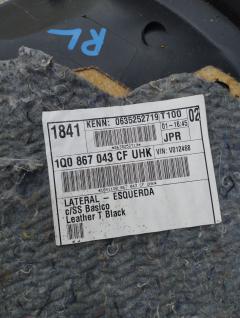 RL
KENN: 0635252719 T100 02
1841
01-16:45
JPR
1Q0 867 043 CF UHK
VIN: V012488
LATERAL - ESQUERDA
c/SS Basico
Leather T Black